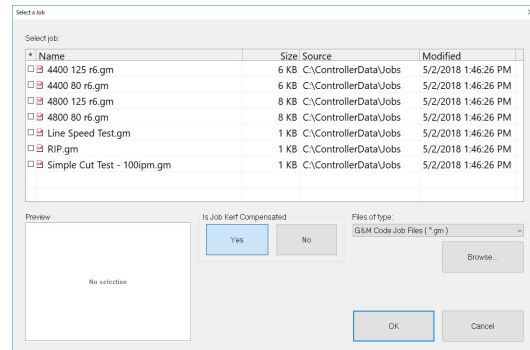 Select a Job
Select job:
* Name Size Source Modified
4400 125 r6.gm 6 KB C:\ControllerData\Jobs 5/2/2018 1:46:26 PM
4400 80 r6.gm 6 KB C:\ControllerData\Jobs 5/2/2018 1:46:26 PM
4800 125 r6.gm 8 KB C:\ControllerData\Jobs 5/2/2018 1:46:26 PM
4800 80 r6.gm 8 KB C:\ControllerData\Jobs 5/2/2018 1:46:26 PM
Line Speed Test.gm 1 KB C:\ControllerData\Jobs 5/2/2018 1:46:26 PM
RIP.gm 1 KB C:\ControllerData\Jobs 5/2/2018 1:46:26 PM
Simple Cut Test - 100ipm.gm 1 KB C:\ControllerData\Jobs 5/2/2018 1:46:26 PM
Preview Is Job Kerf Compensated Files of type:
Yes No G&M Code Job Files ( *.gm )
Browse...
No selection
OK Cancel